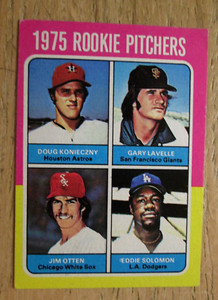 1975 ROOKIE PITCHERS
DOUG KONIECZNY
Houston Astros
GARY LAVELLE
San Francisco Giants
JIM OTTEN
Chicago White Sox
EDDIE SOLOMON
L.A. Dodgers